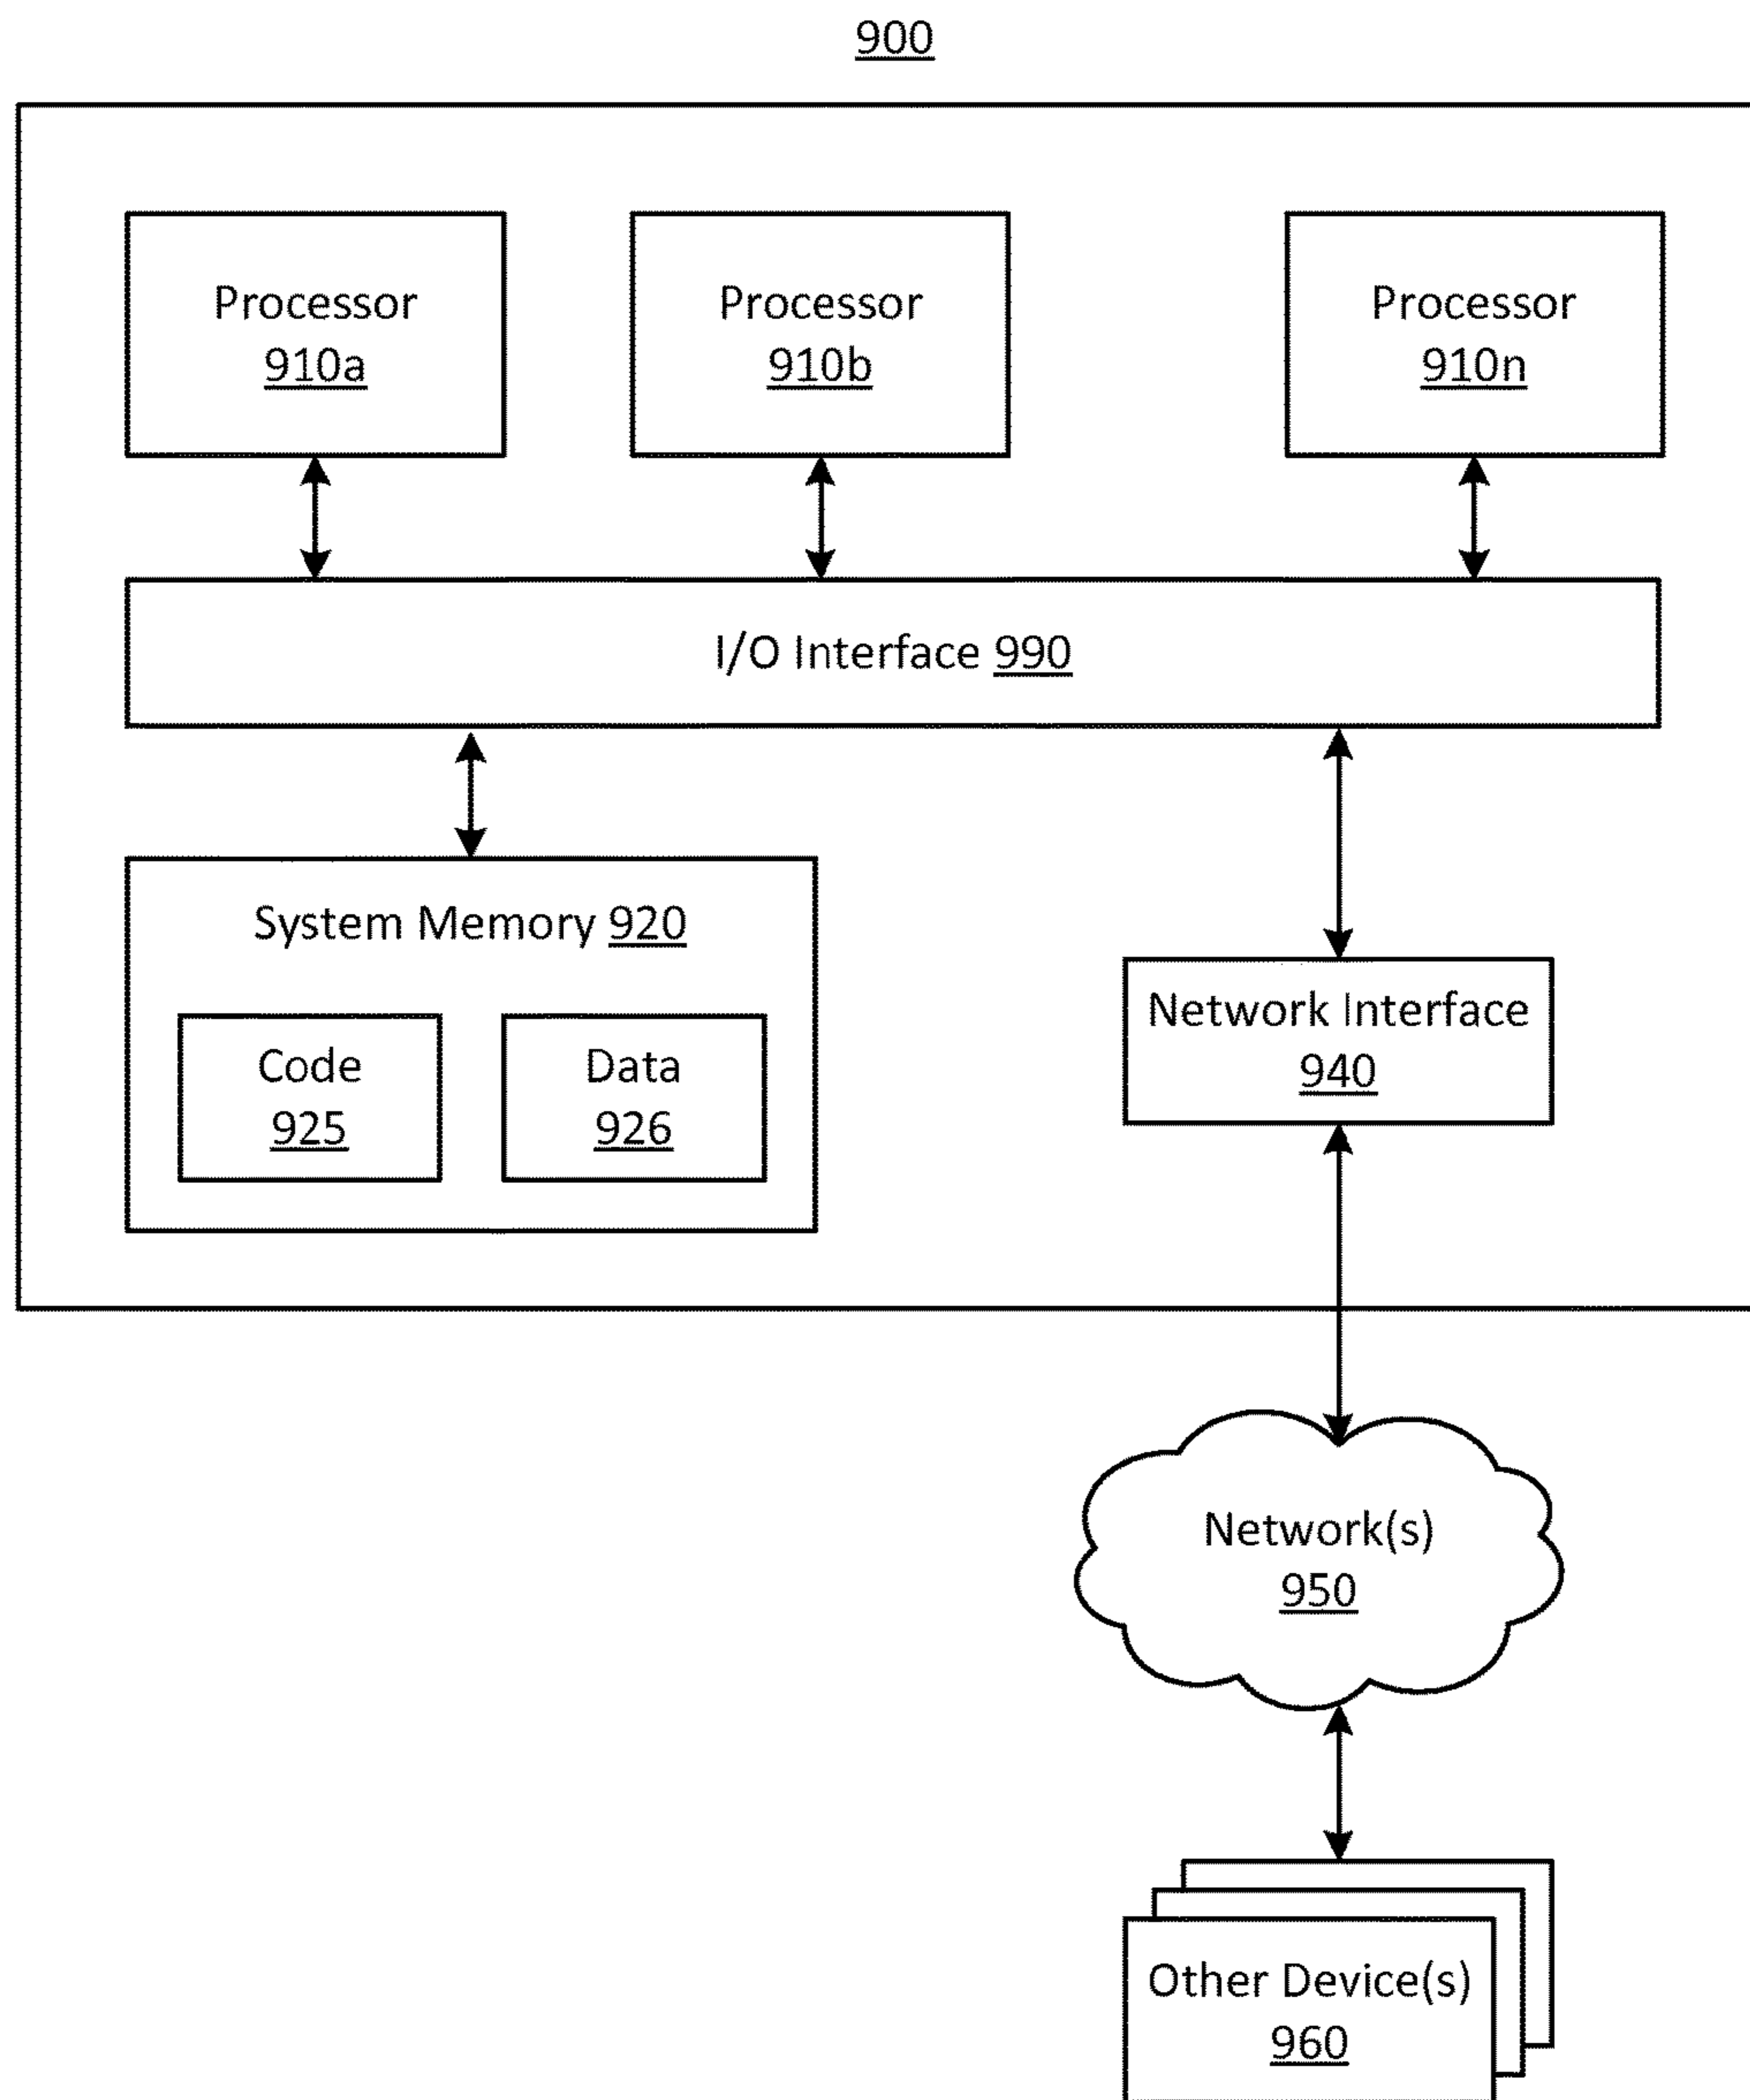 900
Processor
910a
Processor
910b
Processor
910n
I/O Interface 990
System Memory 920
Code
925
Data
926
Network Interface
940
Network(s)
950
Other Device(s)
960